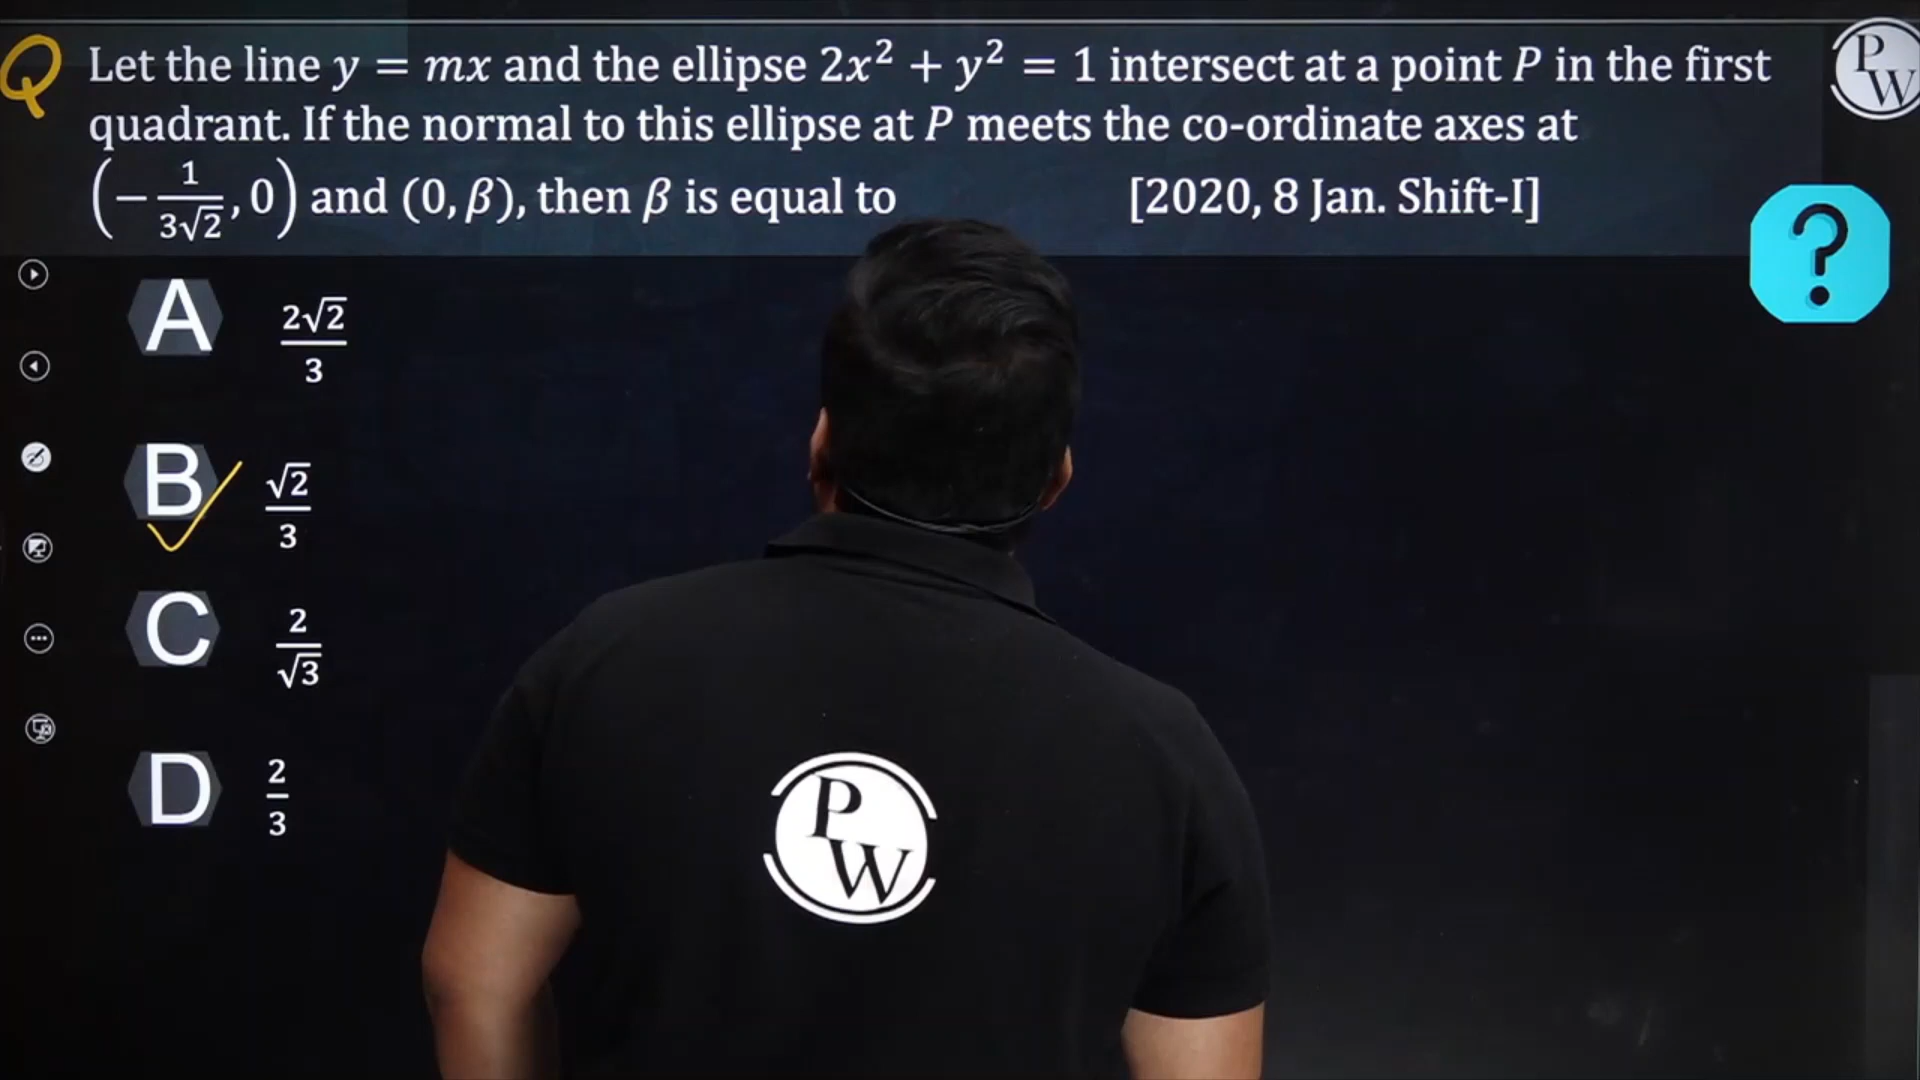 Q Let the line y = mx and the ellipse 2x² + y² = 1 intersect at a point P in the first
quadrant. If the normal to this ellipse at P meets the co-ordinate axes at
(−1/(3√2), 0) and (0, β), then β is equal to [2020, 8 Jan. Shift-I]
A 2√2/3
B √2/3
C 2/√3
D 2/3
PW
PW
?